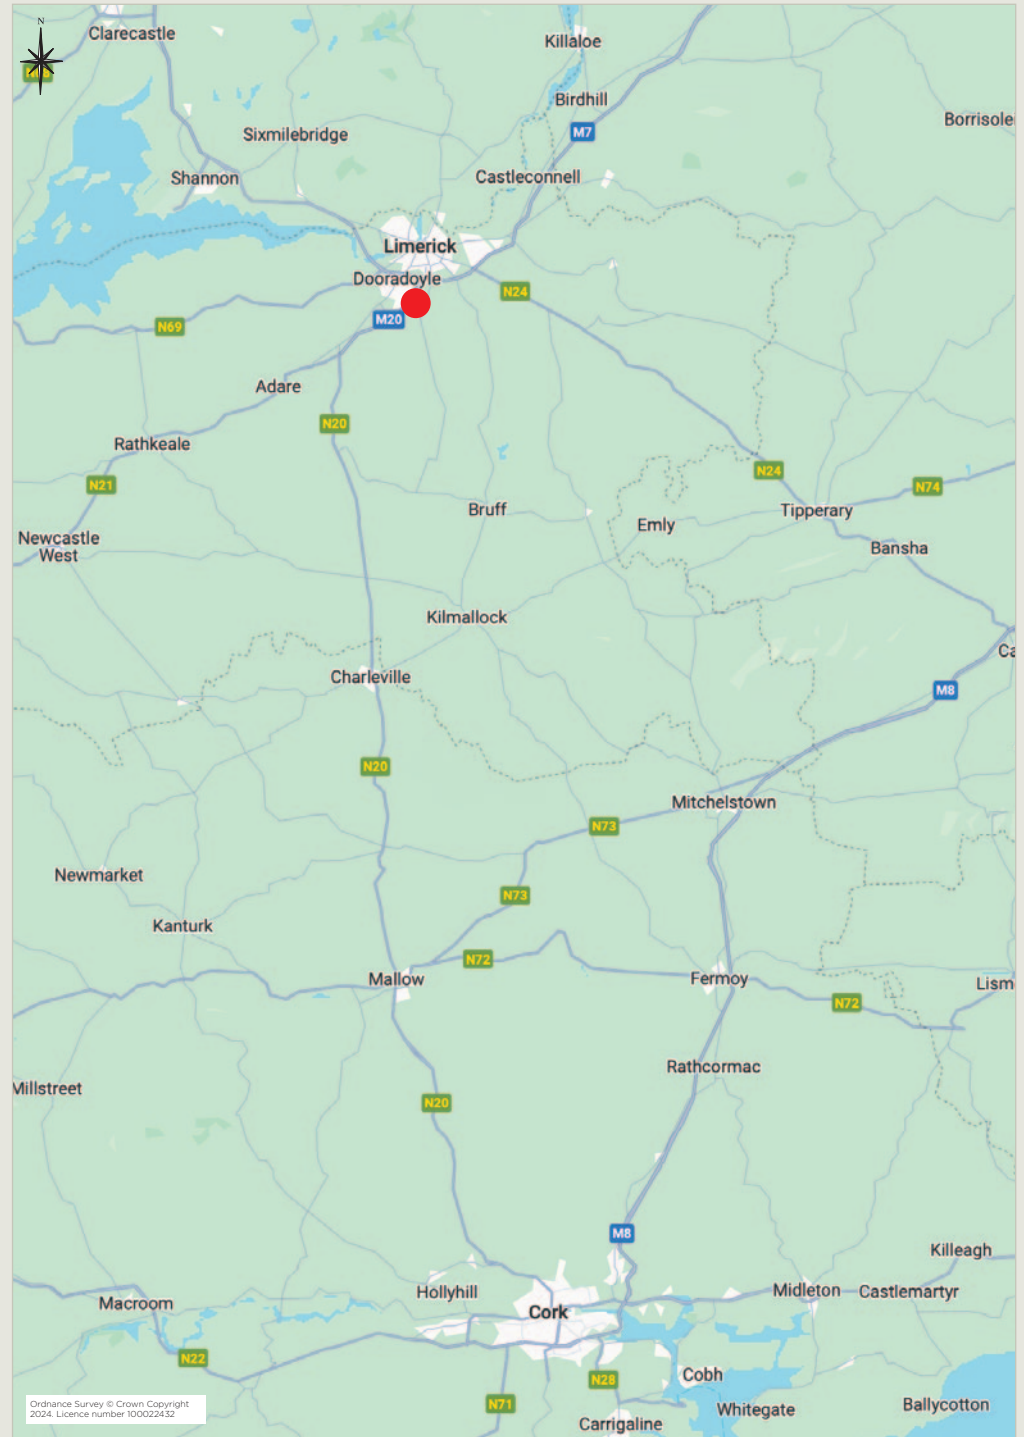 N
Clarecastle
Killaloe
Birdhill
Borrisole
M7
Sixmilebridge
Castleconnell
Shannon
Limerick
Dooradoyle
N24
M20
N69
Adare
N20
Rathkeale
N24
N21
N74
Bruff
Tipperary
Emly
Newcastle
West
Bansha
Kilmallock
Ca
Charleville
M8
N20
Mitchelstown
N73
Newmarket
N73
Kanturk
N72
Mallow
Fermoy
Lism
N72
Rathcormac
Millstreet
N20
M8
Killeagh
Hollyhill
Midleton
Castlemartyr
Macroom
Cork
N22
Cobh
N28
N71
Ballycotton
Whitegate
Carrigaline
Ordnance Survey © Crown Copyright
2024. Licence number 100022432